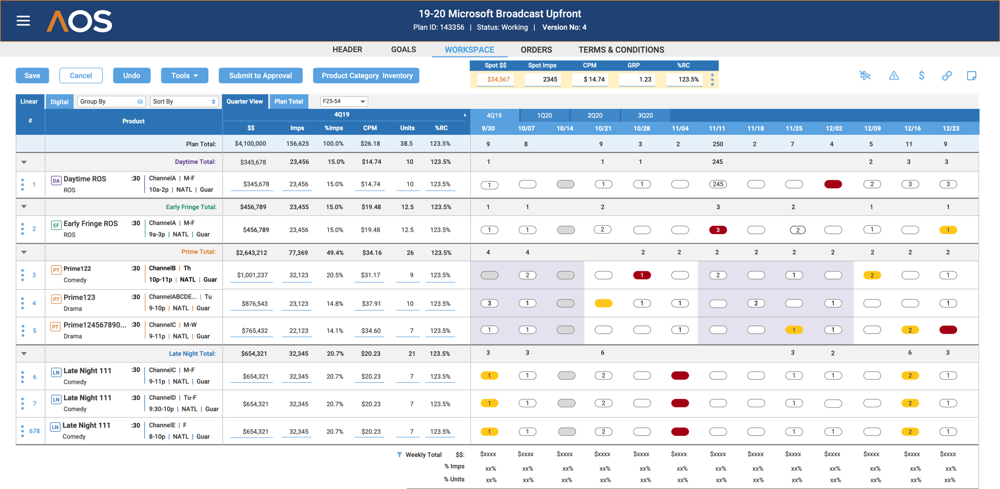 AOS
19-20 Microsoft Broadcast Upfront
Plan ID: 143356 | Status: Working | Version No: 4
HEADER GOALS WORKSPACE ORDERS TERMS & CONDITIONS
Save Cancel Undo Tools Submit to Approval Product Category Inventory
Spot $$ Spot Imps CPM GRP %RC
$34,567 2345 $ 14.74 1.23 123.5%
Linear Digital Group By Sort By Quarter View Plan Total F25-54
# Product 4Q19 4Q19 1Q20 2Q20 3Q20
$$ Imps %Imps CPM Units %RC 9/30 10/07 10/14 10/21 10/28 11/04 11/11 11/18 11/25 12/02 12/09 12/16 12/23
Plan Total: $4,100,000 156,625 100.0% $26.18 38.5 123.5% 9 8 9 3 2 250 2 7 4 5 11 9
Daytime Total: $345,678 23,456 15.0% $14.74 10 123.5% 1 1 1 245 2 3 3
1 DA Daytime ROS :30 ChannelA | M-F
ROS 10a-2p | NATL | Guar
$345,678 23,456 15.0% $14.74 10 123.5% 1 1 1 245 2 3 3
Early Fringe Total: $456,789 23,455 15.0% $19.48 12.5 123.5% 1 1 2 3 2 1 1
2 EF Early Fringe ROS :30 ChannelA | M-F
ROS 9a-3p | NATL | Guar
$456,789 23,456 15.0% $19.48 12.5 123.5% 1 1 2 3 2 1 1
Prime Total: $2,643,212 77,369 49.4% $34.16 26 123.5% 4 4 2 2 2 2 2 2 2 2 2
3 PT Prime122 :30 ChannelB | Th
Comedy 10p-11p | NATL | Guar
$1,001,237 32,123 20.5% $31.17 9 123.5% 2 1 2 1 2 1
4 PT Prime123 :30 ChannelABCDE... | Tu
Drama 9-10p | NATL | Guar
$876,543 23,123 14.8% $37.91 10 123.5% 3 1 1 1 2 1 1
5 PT Prime124567890... :30 ChannelC | M-W
Drama 9-11p | NATL | Guar
$765,432 22,123 14.1% $34.60 7 123.5% 1 1 1 1 1 2
Late Night Total: $654,321 32,345 20.7% $20.23 21 123.5% 3 3 6 3 2 6 3
6 LN Late Night 111 :30 ChannelC | M-F
Comedy 9-11p | NATL | Guar
$654,321 32,345 20.7% $20.23 7 123.5% 1 1 2 1 1 2 1
7 LN Late Night 111 :30 ChannelD | Tu-F
Comedy 9:30-10p | NATL | Guar
$654,321 32,345 20.7% $20.23 7 123.5% 1 1 2 1 2 1
678 LN Late Night 111 :30 ChannelE | F
Comedy 8-10p | NATL | Guar
$654,321 32,345 20.7% $20.23 7 123.5% 1 1 2 1 1 2 1
Weekly Total $$: $xxxx $xxxx $xxxx $xxxx $xxxx $xxxx $xxxx $xxxx $xxxx $xxxx $xxxx $xxxx $xxxx
% Imps xx% xx% xx% xx% xx% xx% xx% xx% xx% xx% xx% xx% xx%
% Units xx% xx% xx% xx% xx% xx% xx% xx% xx% xx% xx% xx% xx%